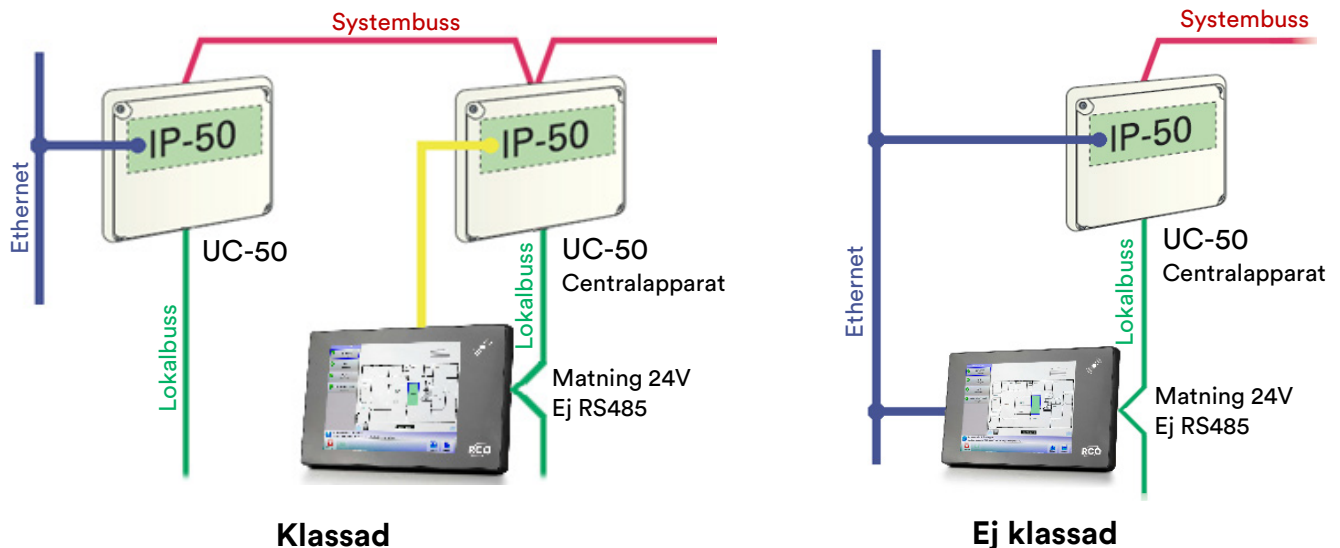 Systembuss
IP-50
Ethernet
UC-50
Lokalbuss
IP-50
UC-50
Centralapparat
Lokalbuss
Matning 24V
Ej RS485
RCO
Klassad
Systembuss
IP-50
Ethernet
UC-50
Centralapparat
Lokalbuss
Matning 24V
Ej RS485
RCO
Ej klassad